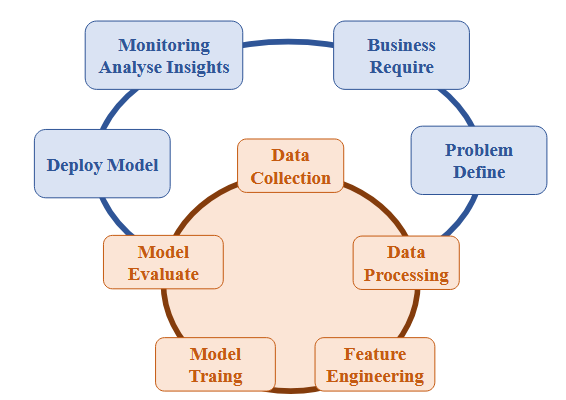 Monitoring
Analyse Insights
Business
Require
Deploy Model
Problem
Define
Data
Collection
Model
Evaluate
Data
Processing
Model
Traing
Feature
Engineering